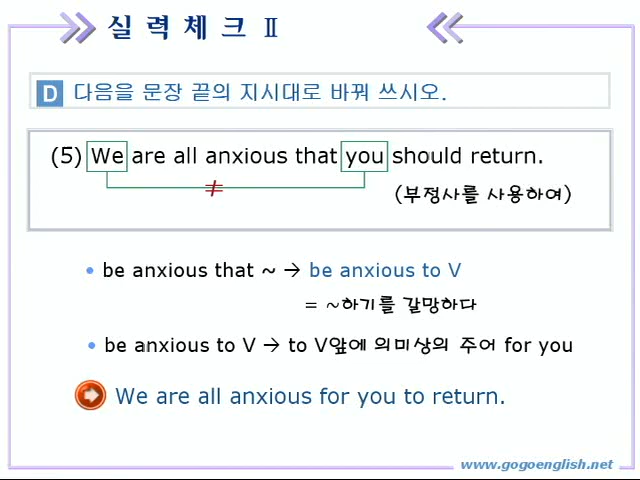 실 력 체 크 Ⅱ
D 다음을 문장 끝의 지시대로 바꿔 쓰시오.
(5) We are all anxious that you should return.
≠
(부정사를 사용하여)
• be anxious that ~ → be anxious to V
= ~하기를 갈망하다
• be anxious to V → to V앞에 의미상의 주어 for you
We are all anxious for you to return.
www.gogoenglish.net